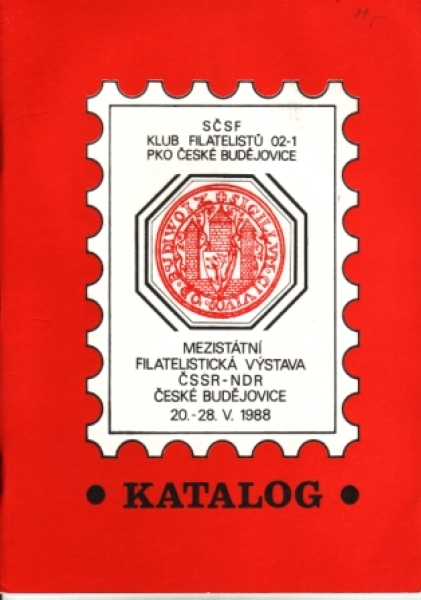 SČSF
KLUB FILATELISTŮ 02-1
PKO ČESKÉ BUDĚJOVICE
MEZISTÁTNÍ
FILATELISTICKÁ VÝSTAVA
ČSSR-NDR
ČESKÉ BUDĚJOVICE
20.-28. V. 1988
• KATALOG •